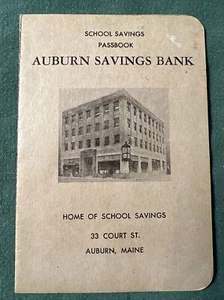 SCHOOL SAVINGS
PASSBOOK
AUBURN SAVINGS BANK
HOME OF SCHOOL SAVINGS
33 COURT ST.
AUBURN, MAINE